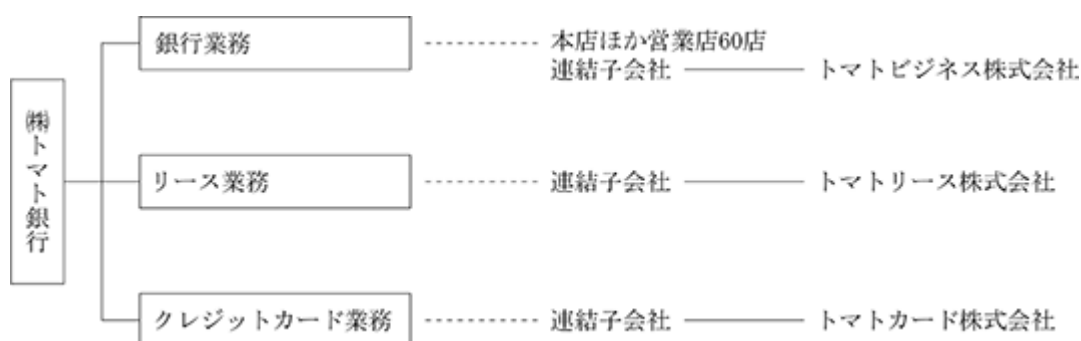 ㈱トマト銀行
銀行業務
本店ほか営業店60店
連結子会社
トマトビジネス株式会社
リース業務
連結子会社
トマトリース株式会社
クレジットカード業務
連結子会社
トマトカード株式会社